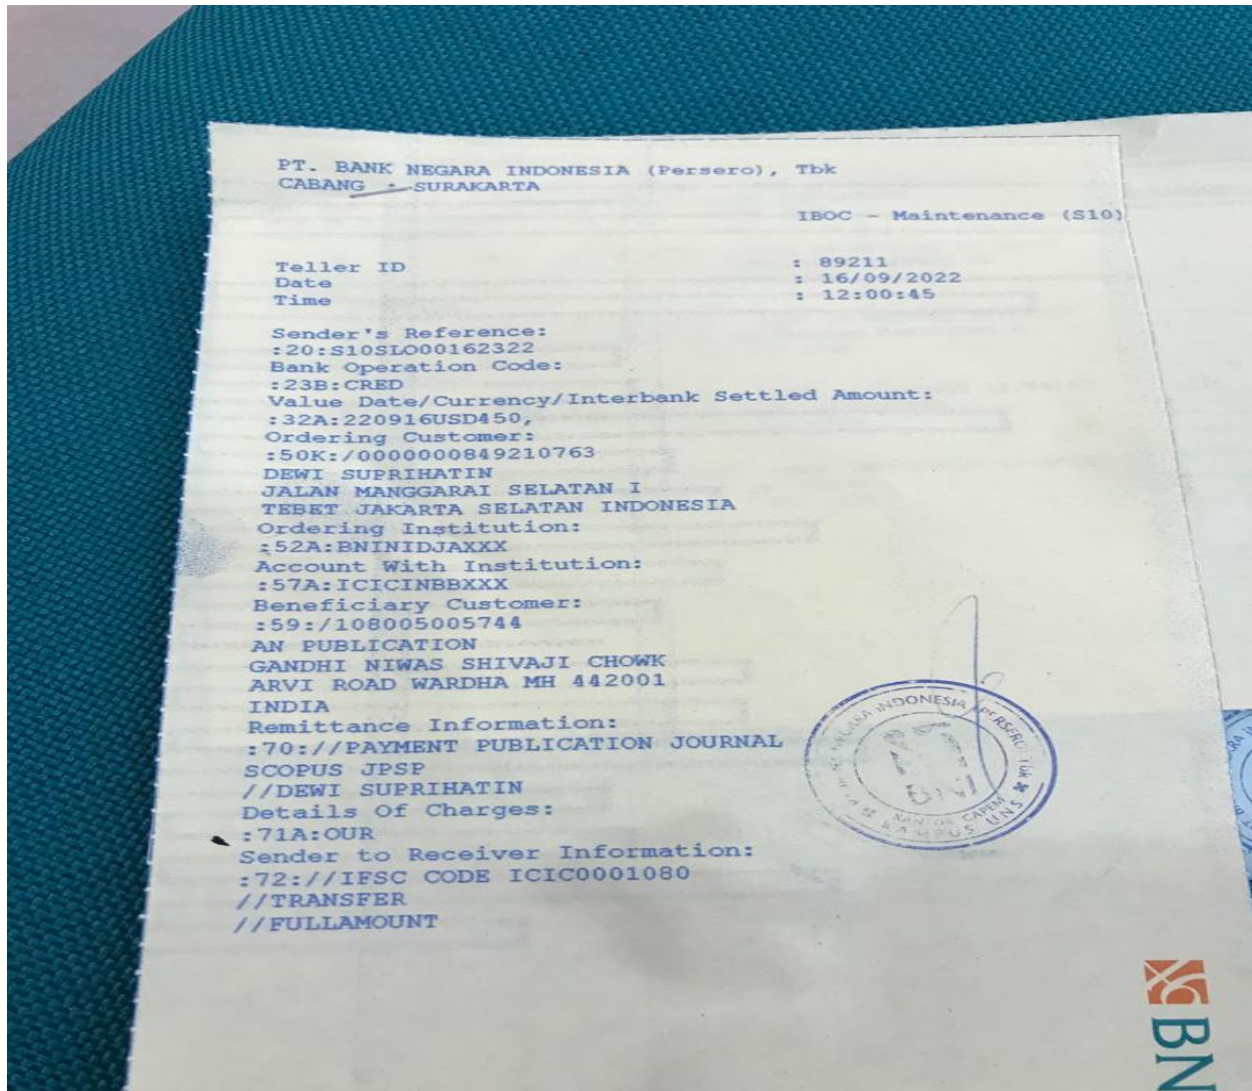 PT. BANK NEGARA INDONESIA (Persero), Tbk
CABANG - SURAKARTA
IBOC - Maintenance (S10)
Teller ID : 89211
Date : 16/09/2022
Time : 12:00:45
Sender's Reference:
:20:S10SLO00162322
Bank Operation Code:
:23B:CRED
Value Date/Currency/Interbank Settled Amount:
:32A:220916USD450,
Ordering Customer:
:50K:/0000000849210763
DEWI SUPRIHATIN
JALAN MANGGARAI SELATAN I
TEBET JAKARTA SELATAN INDONESIA
Ordering Institution:
:52A:BNINIDJAXXX
Account With Institution:
:57A:ICICINBBXXX
Beneficiary Customer:
:59:/108005005744
AN PUBLICATION
GANDHI NIWAS SHIVAJI CHOWK
ARVI ROAD WARDHA MH 442001
INDIA
Remittance Information:
:70://PAYMENT PUBLICATION JOURNAL
SCOPUS JPSP
//DEWI SUPRIHATIN
Details Of Charges:
:71A:OUR
Sender to Receiver Information:
:72://IFSC CODE ICIC0001080
//TRANSFER
//FULLAMOUNT
NEGARA INDONESIA (PERSERO) Tbk
BNI
KANTOR CAPEM
KAMPUS UNS
BN